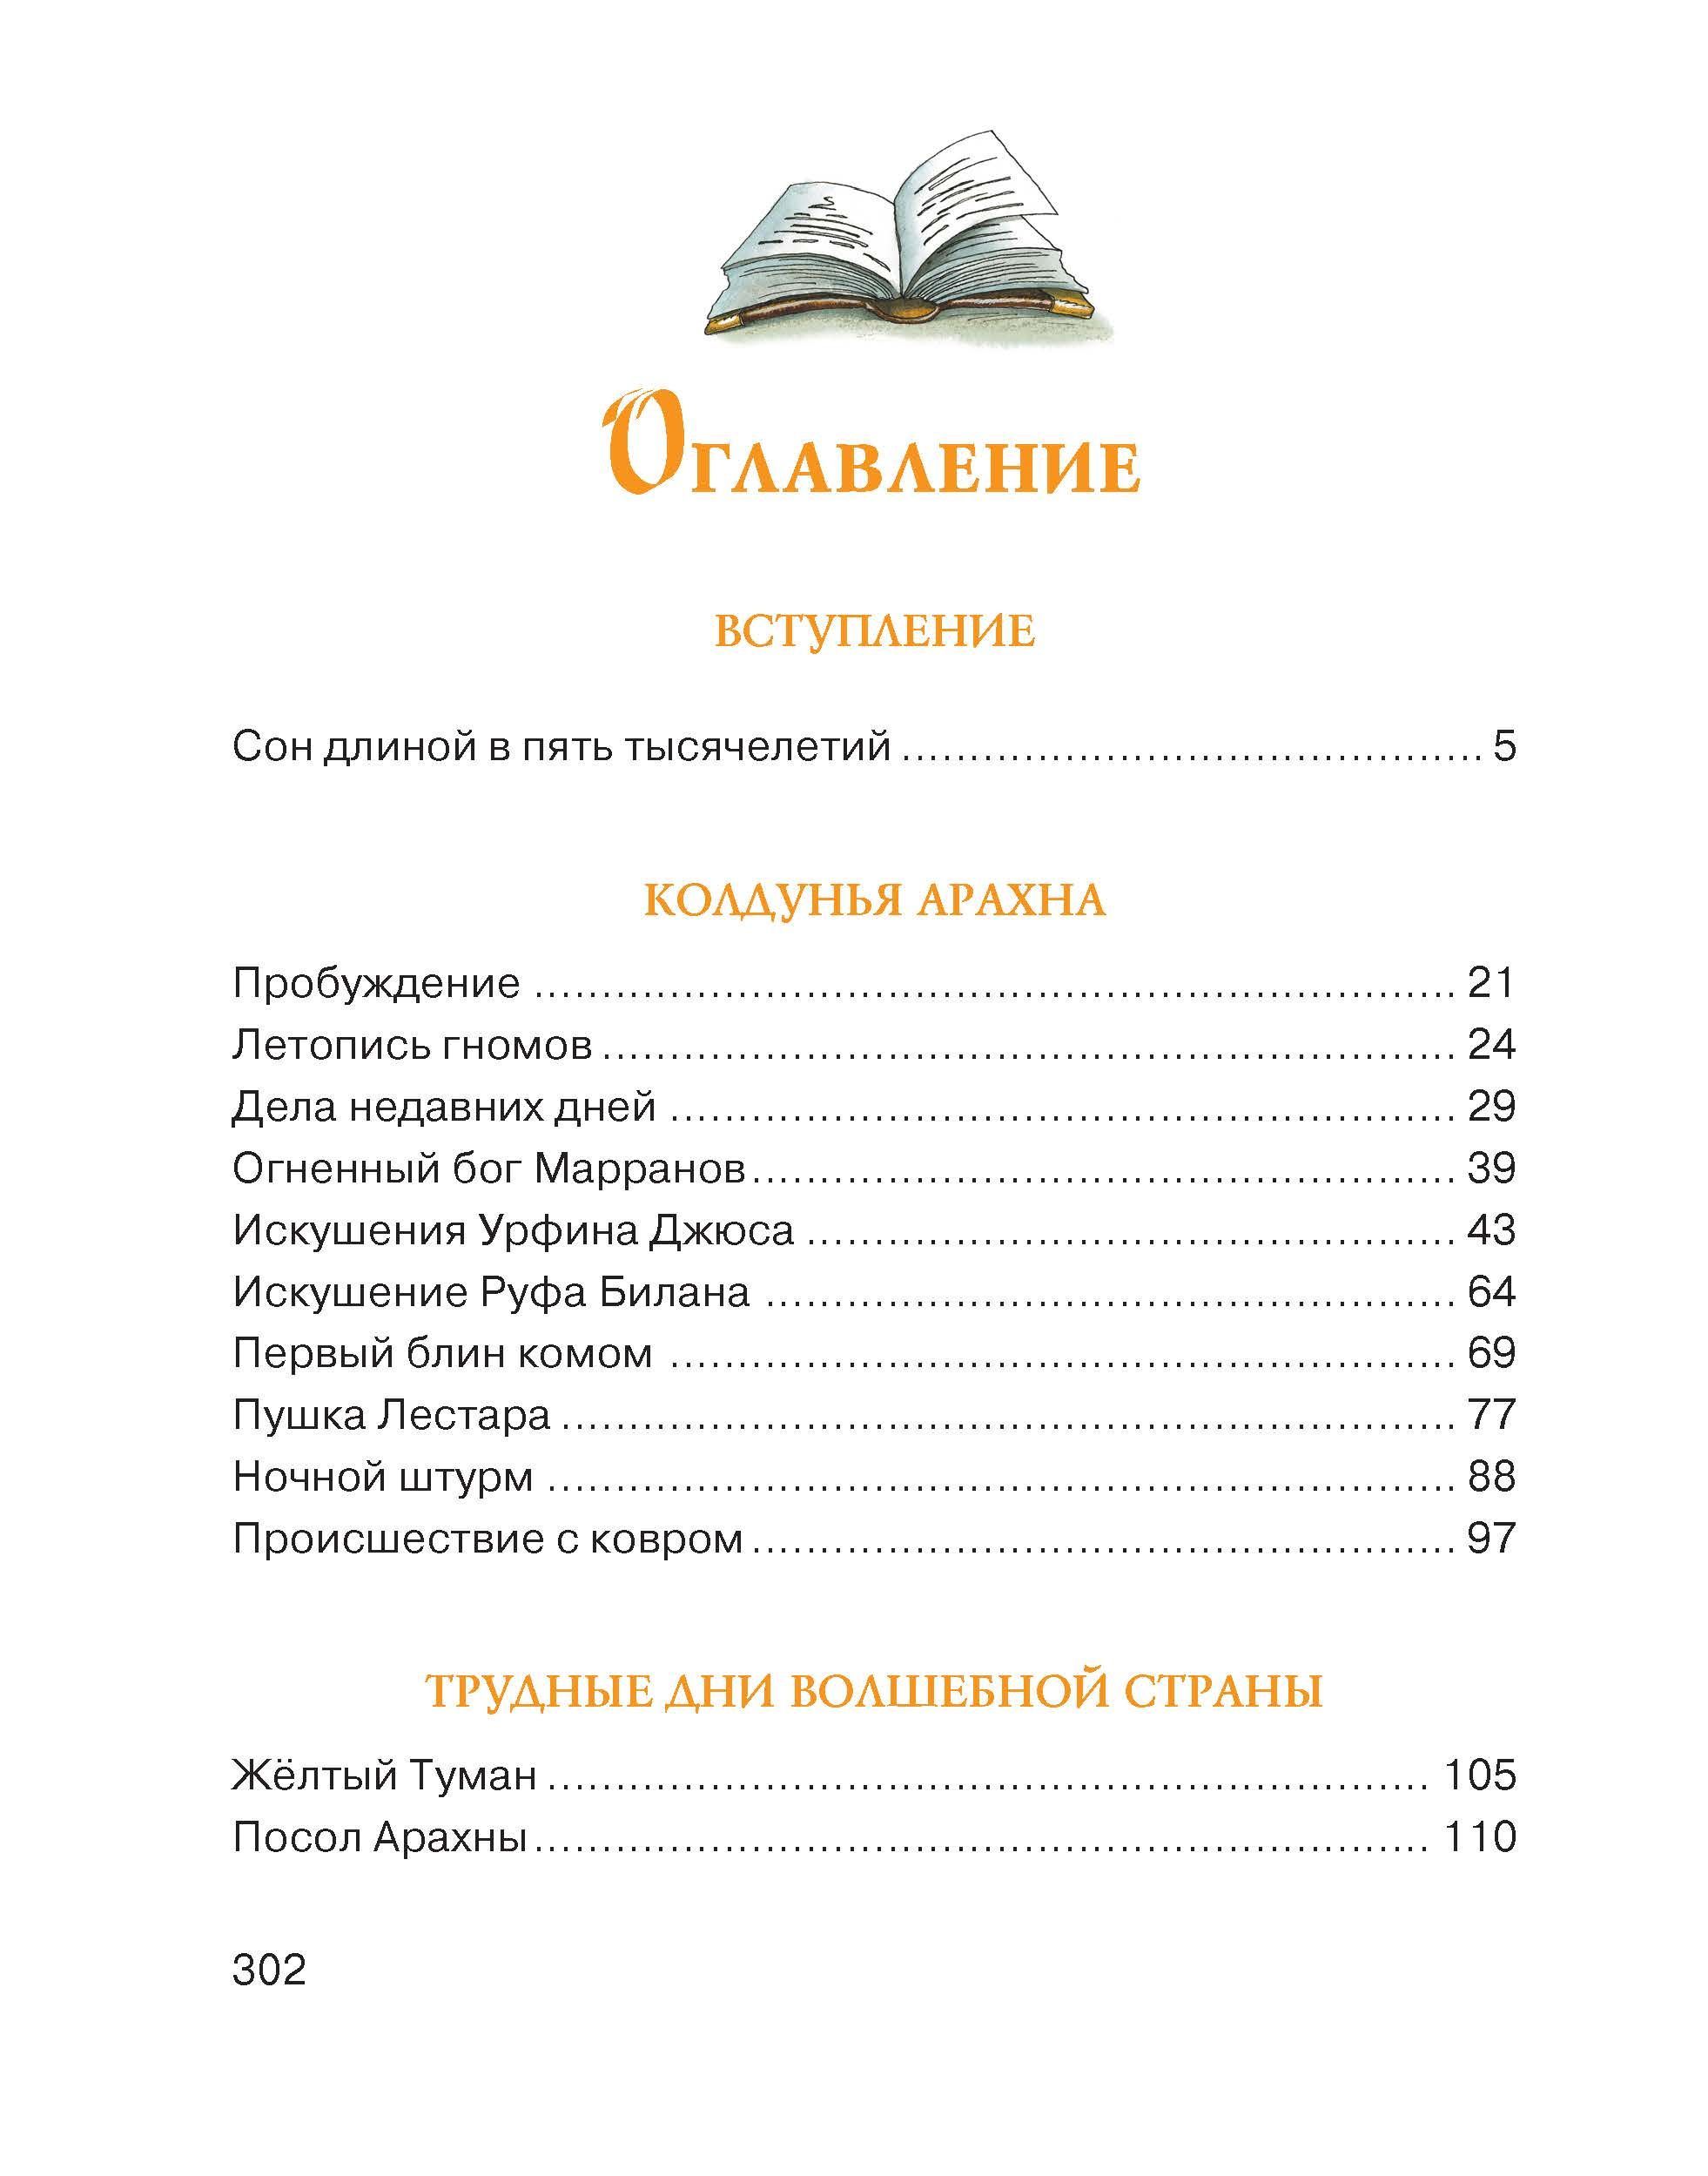 Оглавление
ВСТУПЛЕНИЕ
Сон длиной в пять тысячелетий ........................................... 5
КОЛДУНЬЯ АРАХНА
Пробуждение .................................................................... 21
Летопись гномов ............................................................... 24
Дела недавних дней .......................................................... 29
Огненный бог Марранов.................................................... 39
Искушения Урфина Джюса ................................................ 43
Искушение Руфа Билана ................................................... 64
Первый блин комом .......................................................... 69
Пушка Лестара .................................................................. 77
Ночной штурм ................................................................... 88
Происшествие с ковром.................................................... 97
ТРУДНЫЕ ДНИ ВОЛШЕБНОЙ СТРАНЫ
Жёлтый Туман ................................................................. 105
Посол Арахны.................................................................. 110
302